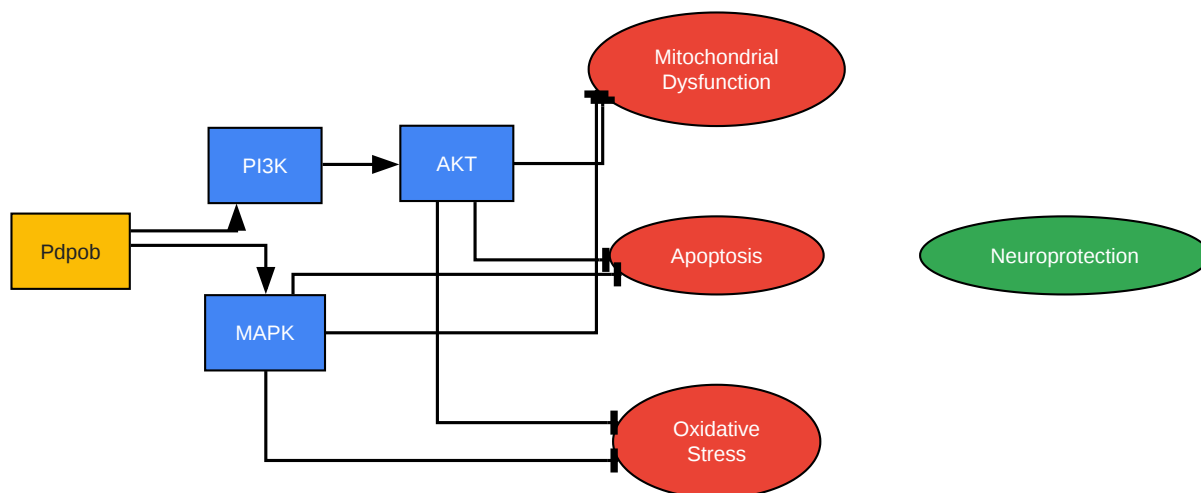 Mitochondrial
Dysfunction
PI3K
AKT
Pdpob
Apoptosis
Neuroprotection
MAPK
Oxidative
Stress